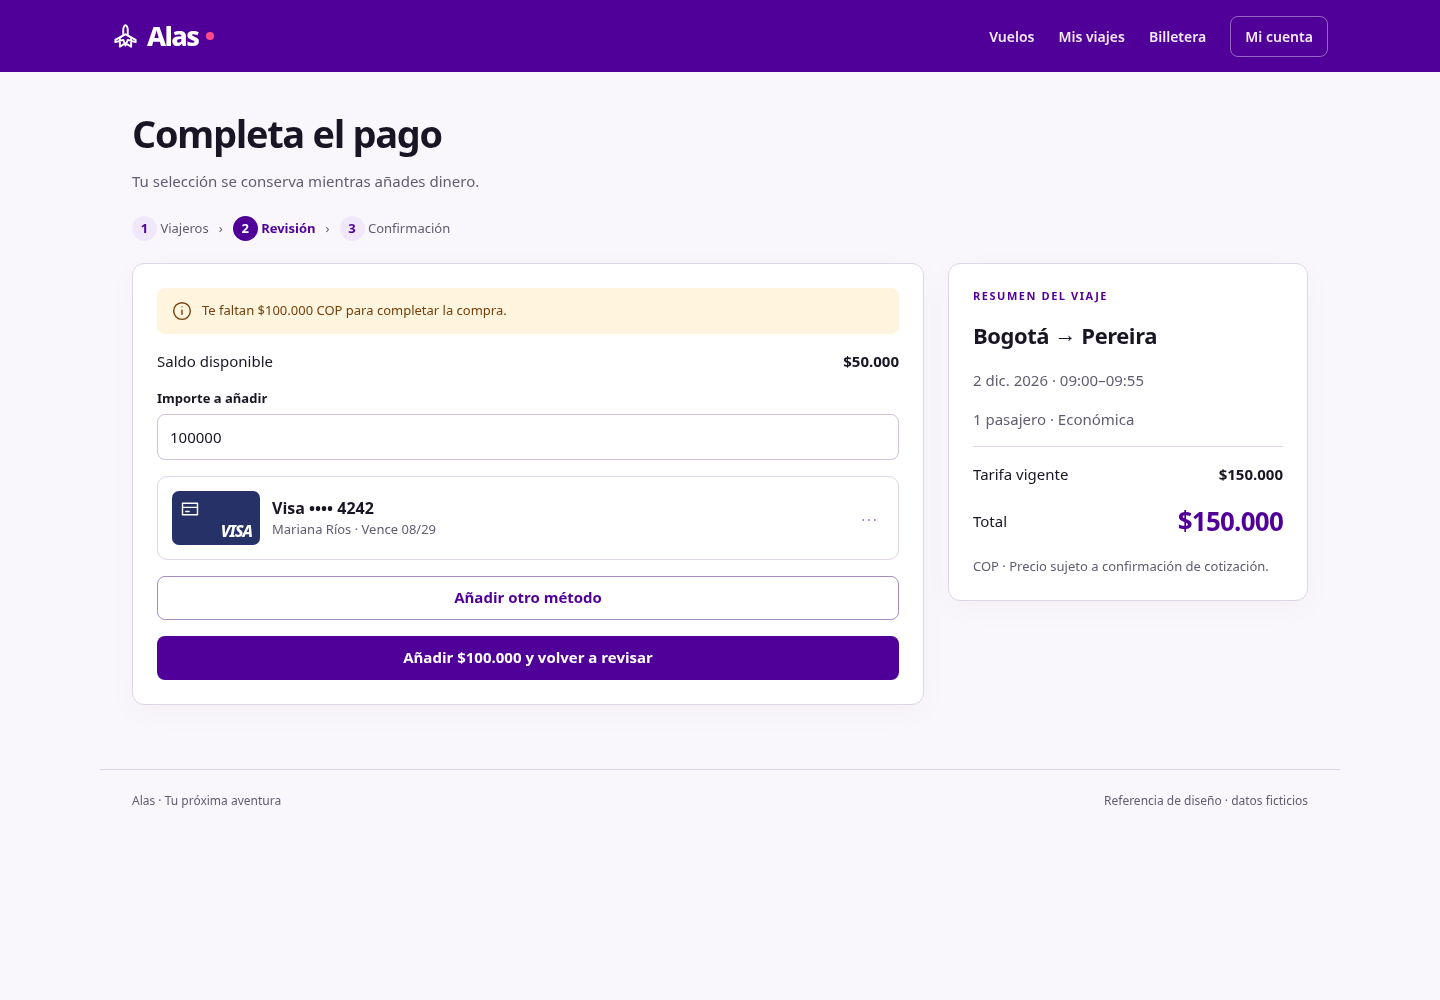 Alas
Vuelos
Mis viajes
Billetera
Mi cuenta
Completa el pago
Tu selección se conserva mientras añades dinero.
1 Viajeros › 2 Revisión › 3 Confirmación
Te faltan $100.000 COP para completar la compra.
Saldo disponible $50.000
Importe a añadir
100000
VISA
Visa •••• 4242
Mariana Ríos · Vence 08/29
···
Añadir otro método
Añadir $100.000 y volver a revisar
RESUMEN DEL VIAJE
Bogotá → Pereira
2 dic. 2026 · 09:00–09:55
1 pasajero · Económica
Tarifa vigente $150.000
Total $150.000
COP · Precio sujeto a confirmación de cotización.
Alas · Tu próxima aventura
Referencia de diseño · datos ficticios